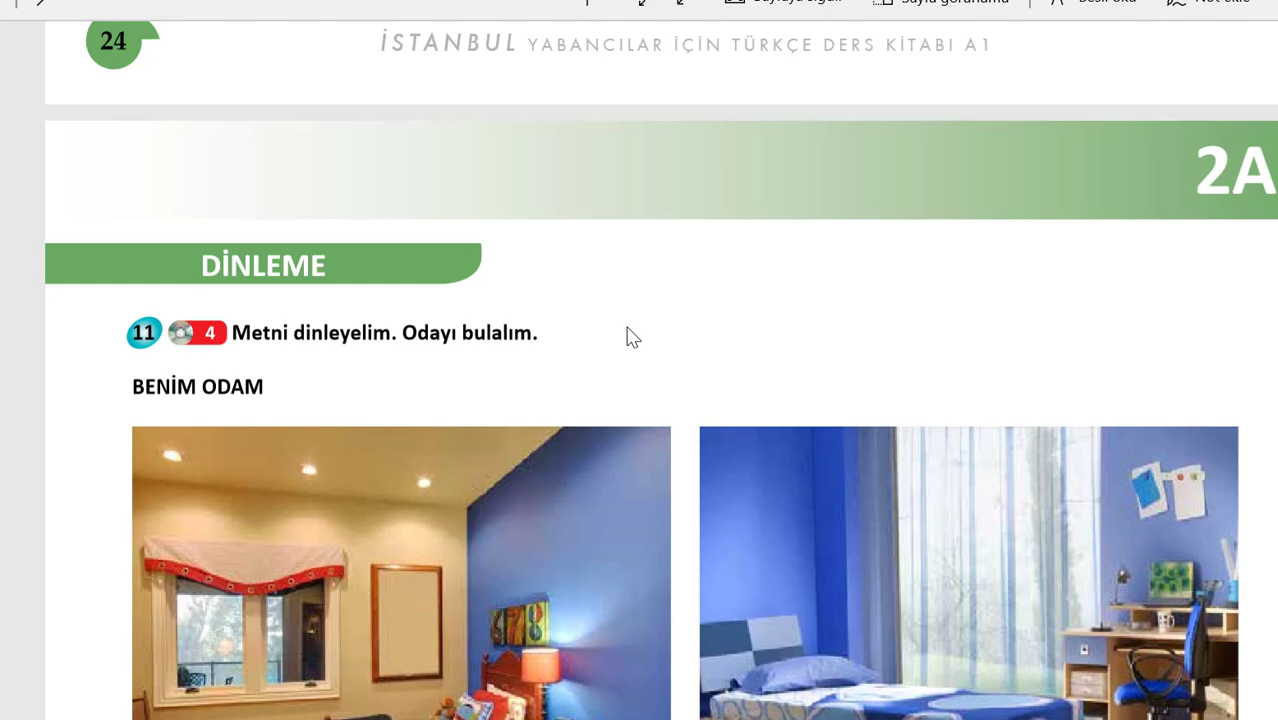 24
İSTANBUL YABANCILAR İÇİN TÜRKÇE DERS KİTABI A1
2A
DİNLEME
11 4 Metni dinleyelim. Odayı bulalım.
BENİM ODAM
678